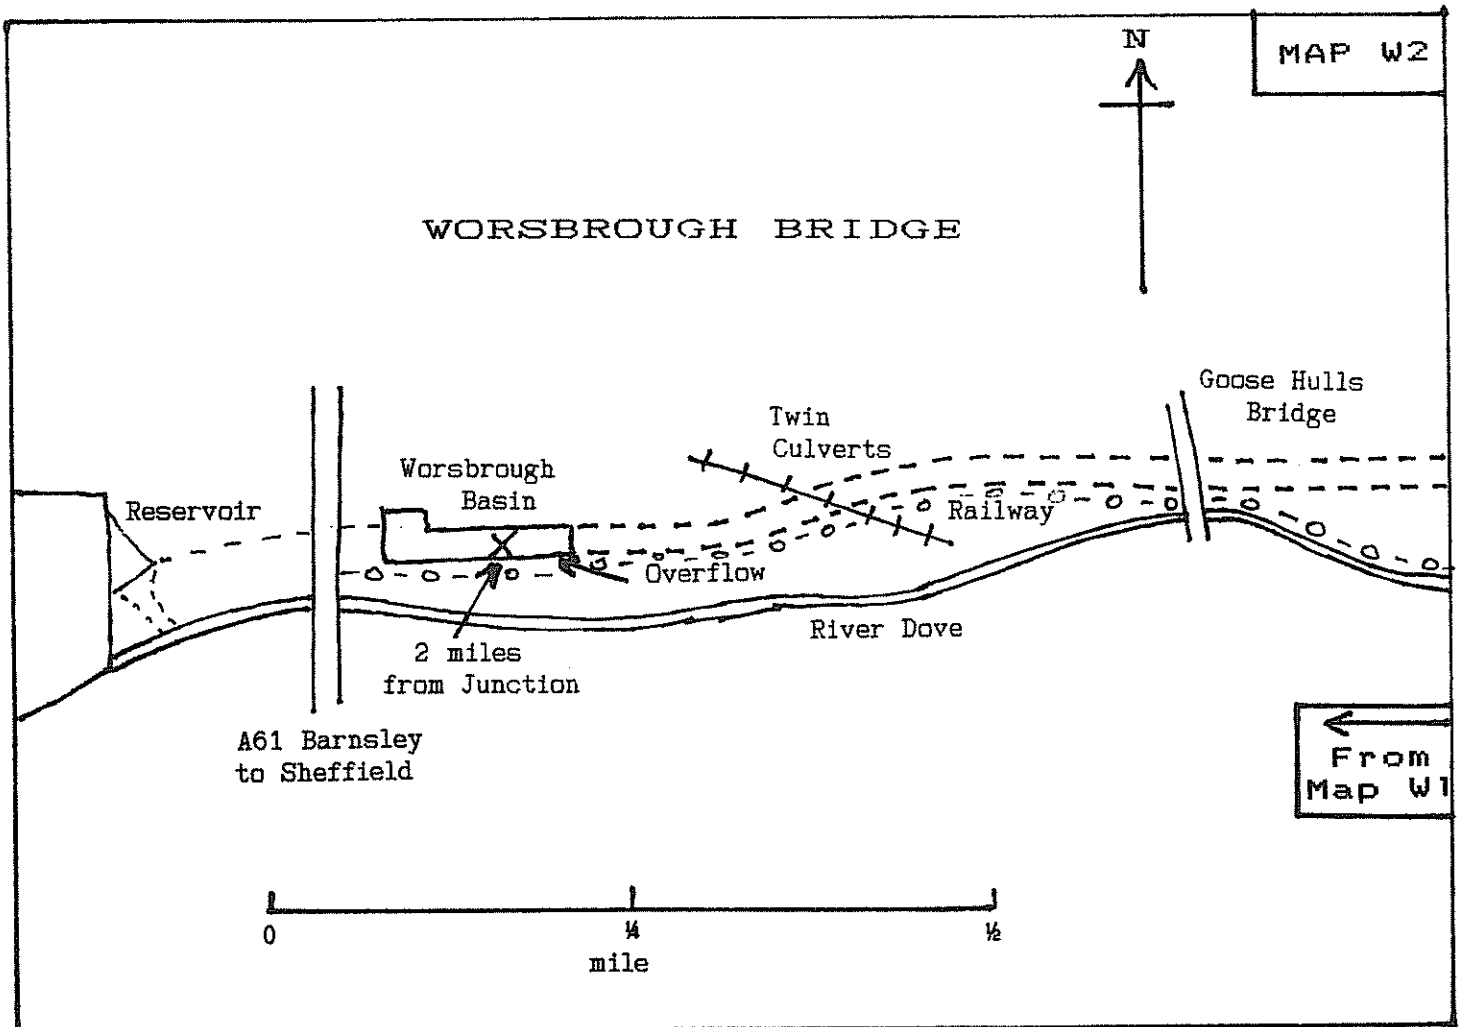 N
MAP W2
WORSBROUGH BRIDGE
Goose Hulls
Bridge
Twin
Culverts
Worsbrough
Basin
Reservoir
Railway
Overflow
River Dove
2 miles
from Junction
A61 Barnsley
to Sheffield
From
Map W1
0
¼
½
mile